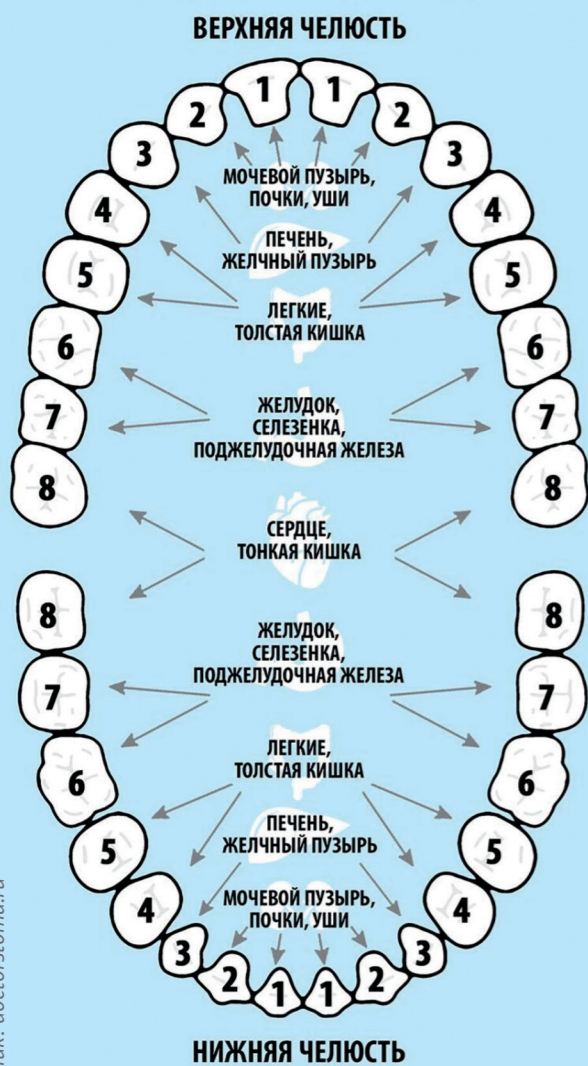 ВЕРХНЯЯ ЧЕЛЮСТЬ
1 1
2 2
3 3
МОЧЕВОЙ ПУЗЫРЬ,
ПОЧКИ, УШИ
4 4
ПЕЧЕНЬ,
ЖЕЛЧНЫЙ ПУЗЫРЬ
5 5
ЛЕГКИЕ,
ТОЛСТАЯ КИШКА
6 6
ЖЕЛУДОК,
СЕЛЕЗЕНКА,
ПОДЖЕЛУДОЧНАЯ ЖЕЛЕЗА
7 7
8 8
СЕРДЦЕ,
ТОНКАЯ КИШКА
8 8
ЖЕЛУДОК,
СЕЛЕЗЕНКА,
ПОДЖЕЛУДОЧНАЯ ЖЕЛЕЗА
7 7
ЛЕГКИЕ,
ТОЛСТАЯ КИШКА
6 6
ПЕЧЕНЬ,
ЖЕЛЧНЫЙ ПУЗЫРЬ
5 5
МОЧЕВОЙ ПУЗЫРЬ,
ПОЧКИ, УШИ
4 4
3 3
2 2
1 1
НИЖНЯЯ ЧЕЛЮСТЬ